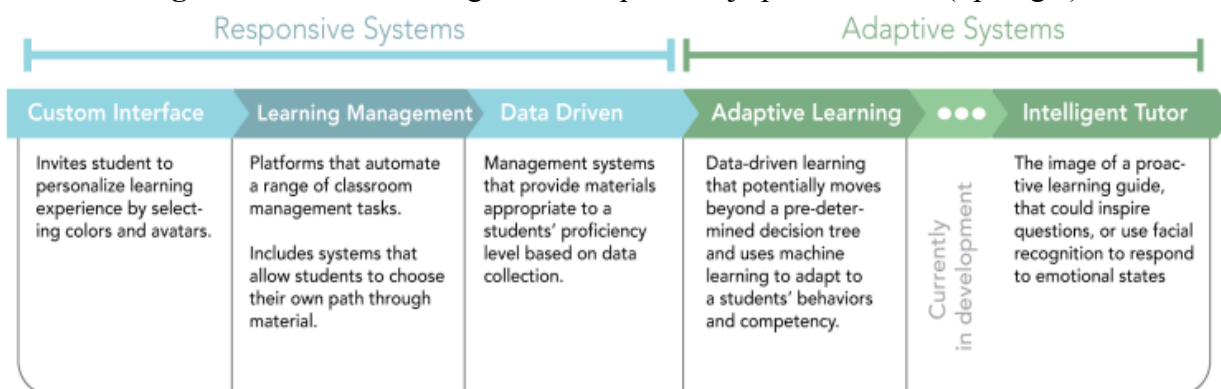 Responsive Systems
Adaptive Systems
Custom Interface
Learning Management
Data Driven
Adaptive Learning
Intelligent Tutor
Invites student to
personalize learning
experience by select-
ing colors and avatars.
Platforms that automate
a range of classroom
management tasks.
Includes systems that
allow students to choose
their own path through
material.
Management systems
that provide materials
appropriate to a
students' proficiency
level based on data
collection.
Data-driven learning
that potentially moves
beyond a pre-deter-
mined decision tree
and uses machine
learning to adapt to
a students' behaviors
and competency.
Currently
in development
The image of a proac-
tive learning guide,
that could inspire
questions, or use facial
recognition to respond
to emotional states